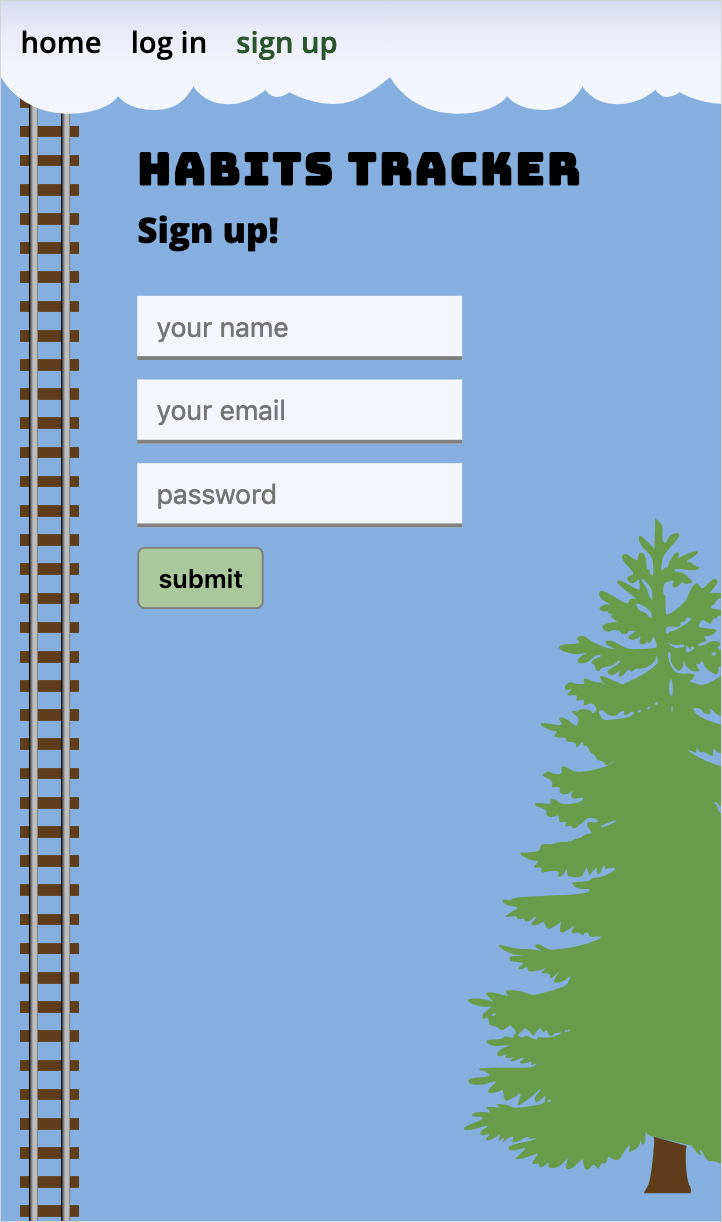 home log in sign up
HABITS TRACKER
Sign up!
your name
your email
password
submit